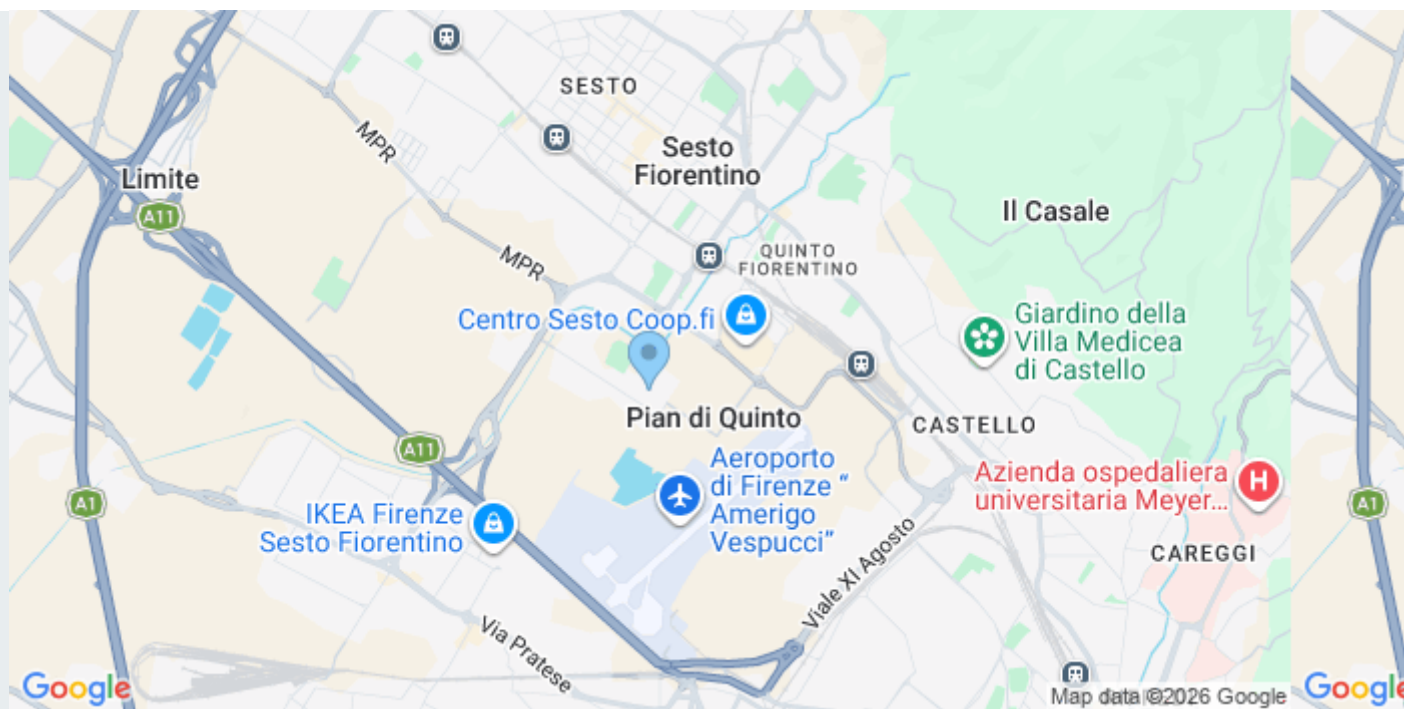 SESTO
MPR
Sesto
Fiorentino
Limite
A11
Il Casale
MPR
QUINTO
FIORENTINO
Centro Sesto Coop.fi
Giardino della
Villa Medicea
di Castello
Pian di Quinto
CASTELLO
A11
Aeroporto
di Firenze “
Amerigo
Vespucci”
Azienda ospedaliera
universitaria Meyer...
H
A1
A1
IKEA Firenze
Sesto Fiorentino
Viale XI Agosto
CAREGGI
Via Pratese
Google
Map data ©2026 Google
Google